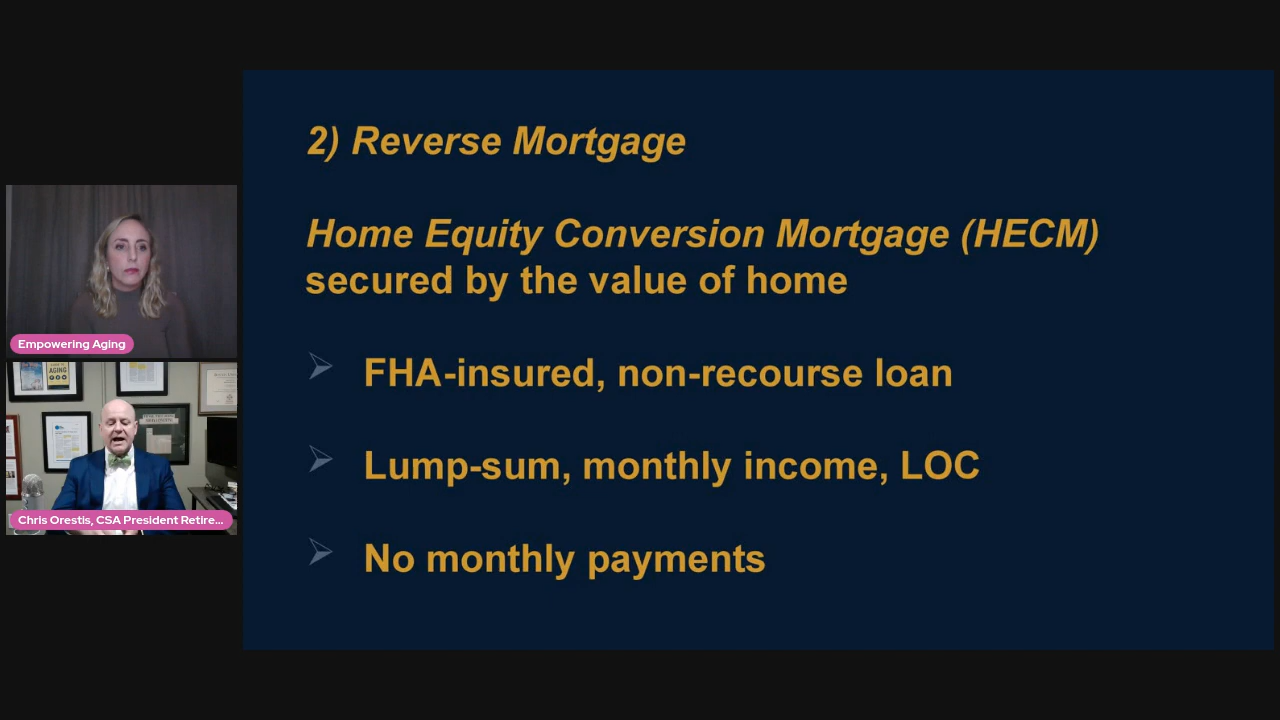 2) Reverse Mortgage
Home Equity Conversion Mortgage (HECM)
secured by the value of home
FHA-insured, non-recourse loan
Lump-sum, monthly income, LOC
No monthly payments
Empowering Aging
AGING
Chris Orestis, CSA President Retire...